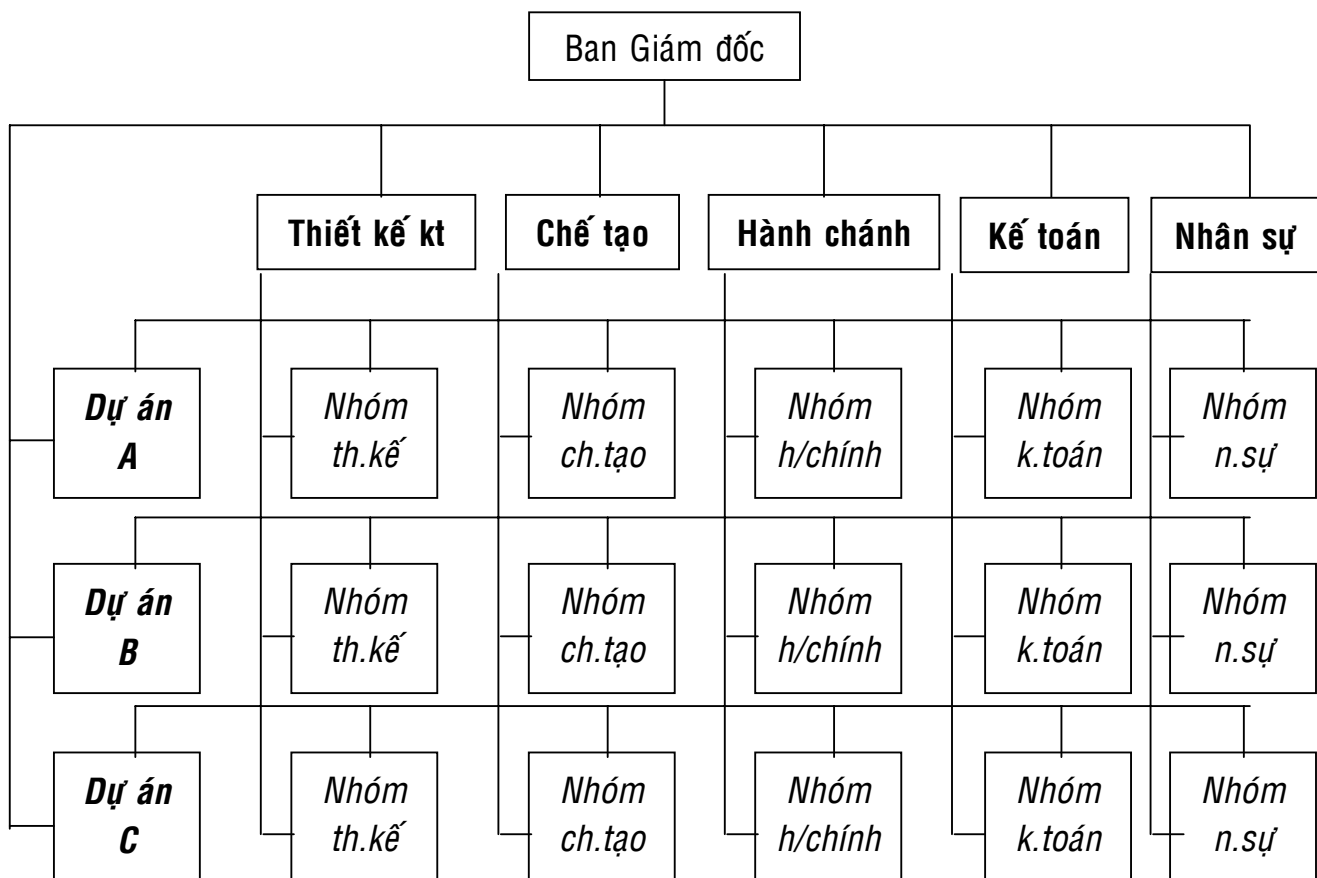 Ban Giám đốc
Thiết kế kt
Chế tạo
Hành chánh
Kế toán
Nhân sự
Dự án
A
Nhóm
th.kế
Nhóm
ch.tạo
Nhóm
h/chính
Nhóm
k.toán
Nhóm
n.sự
Dự án
B
Nhóm
th.kế
Nhóm
ch.tạo
Nhóm
h/chính
Nhóm
k.toán
Nhóm
n.sự
Dự án
C
Nhóm
th.kế
Nhóm
ch.tạo
Nhóm
h/chính
Nhóm
k.toán
Nhóm
n.sự